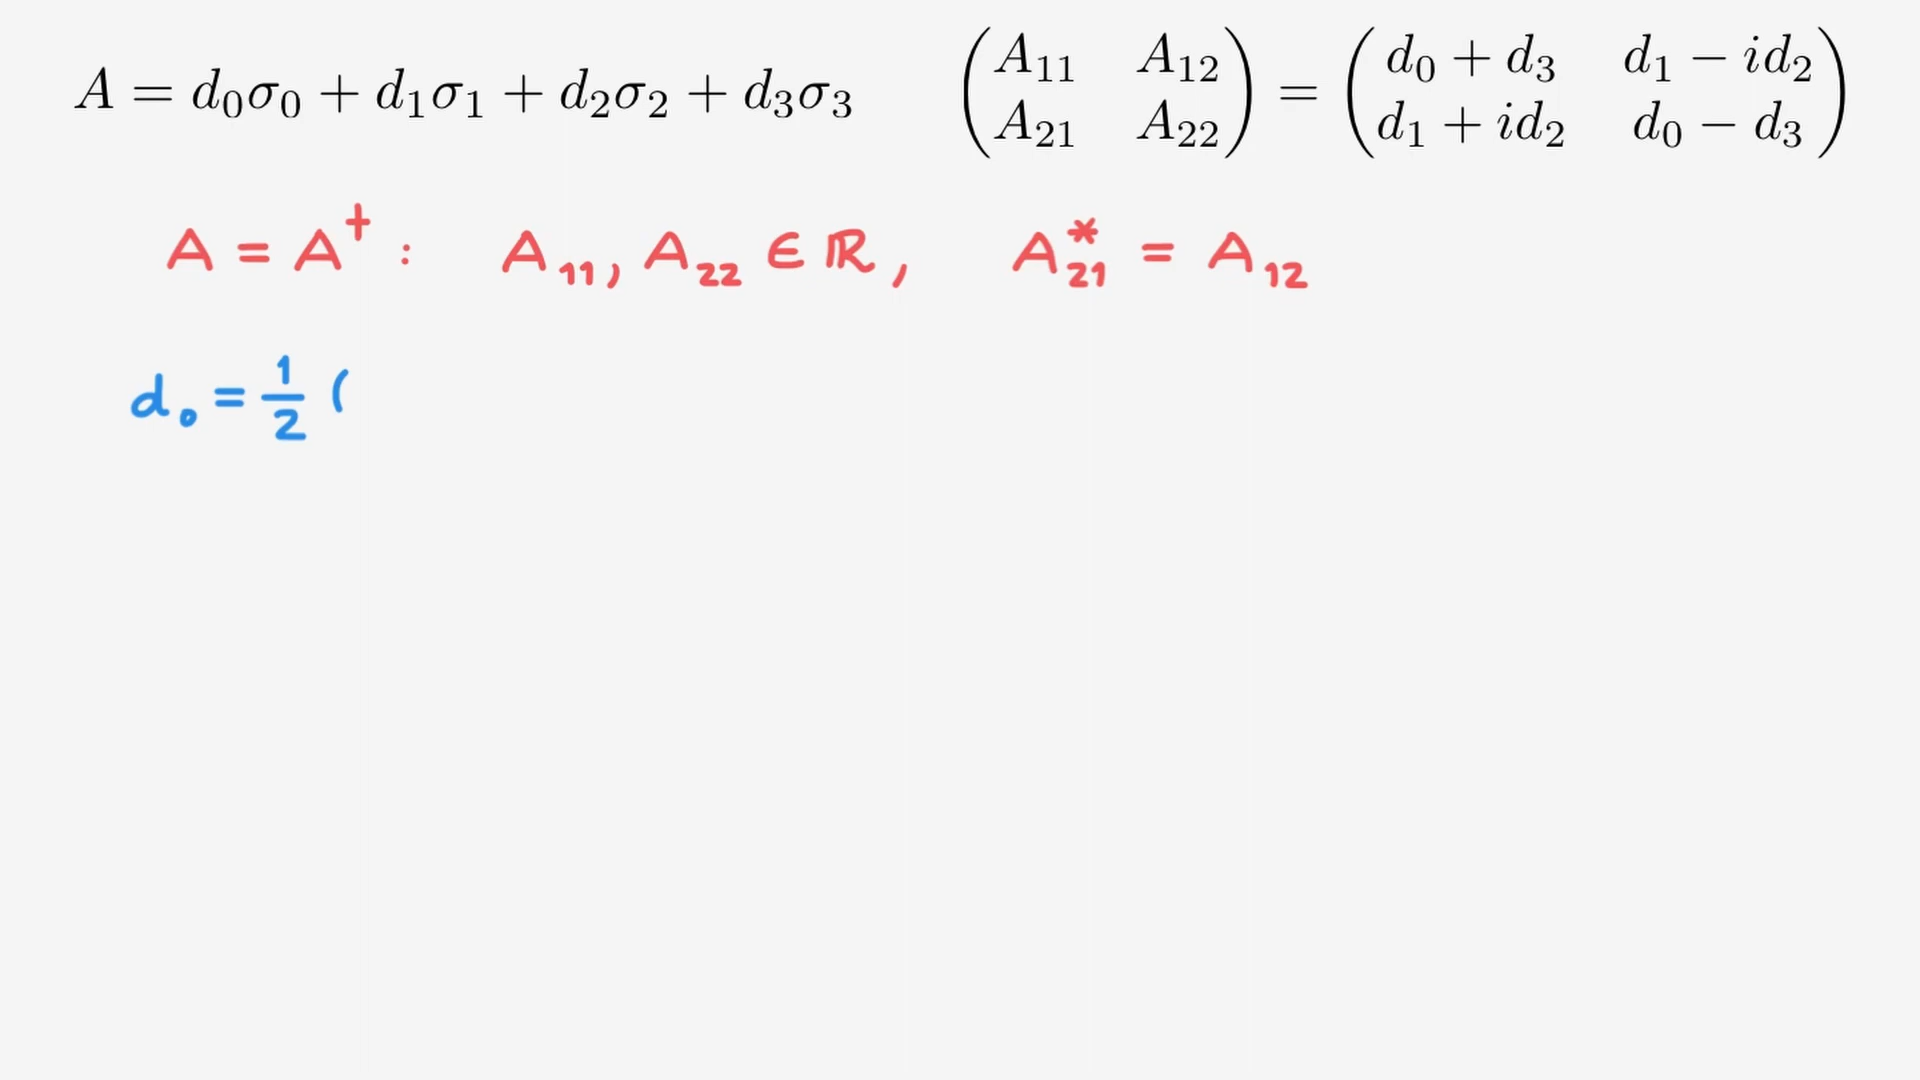 A = d₀σ₀ + d₁σ₁ + d₂σ₂ + d₃σ₃
(A₁₁ A₁₂) = (d₀ + d₃ d₁ − id₂)
(A₂₁ A₂₂) (d₁ + id₂ d₀ − d₃)
A = A† : A₁₁, A₂₂ ∈ ℝ, A₂₁* = A₁₂
d₀ = 1/2 (